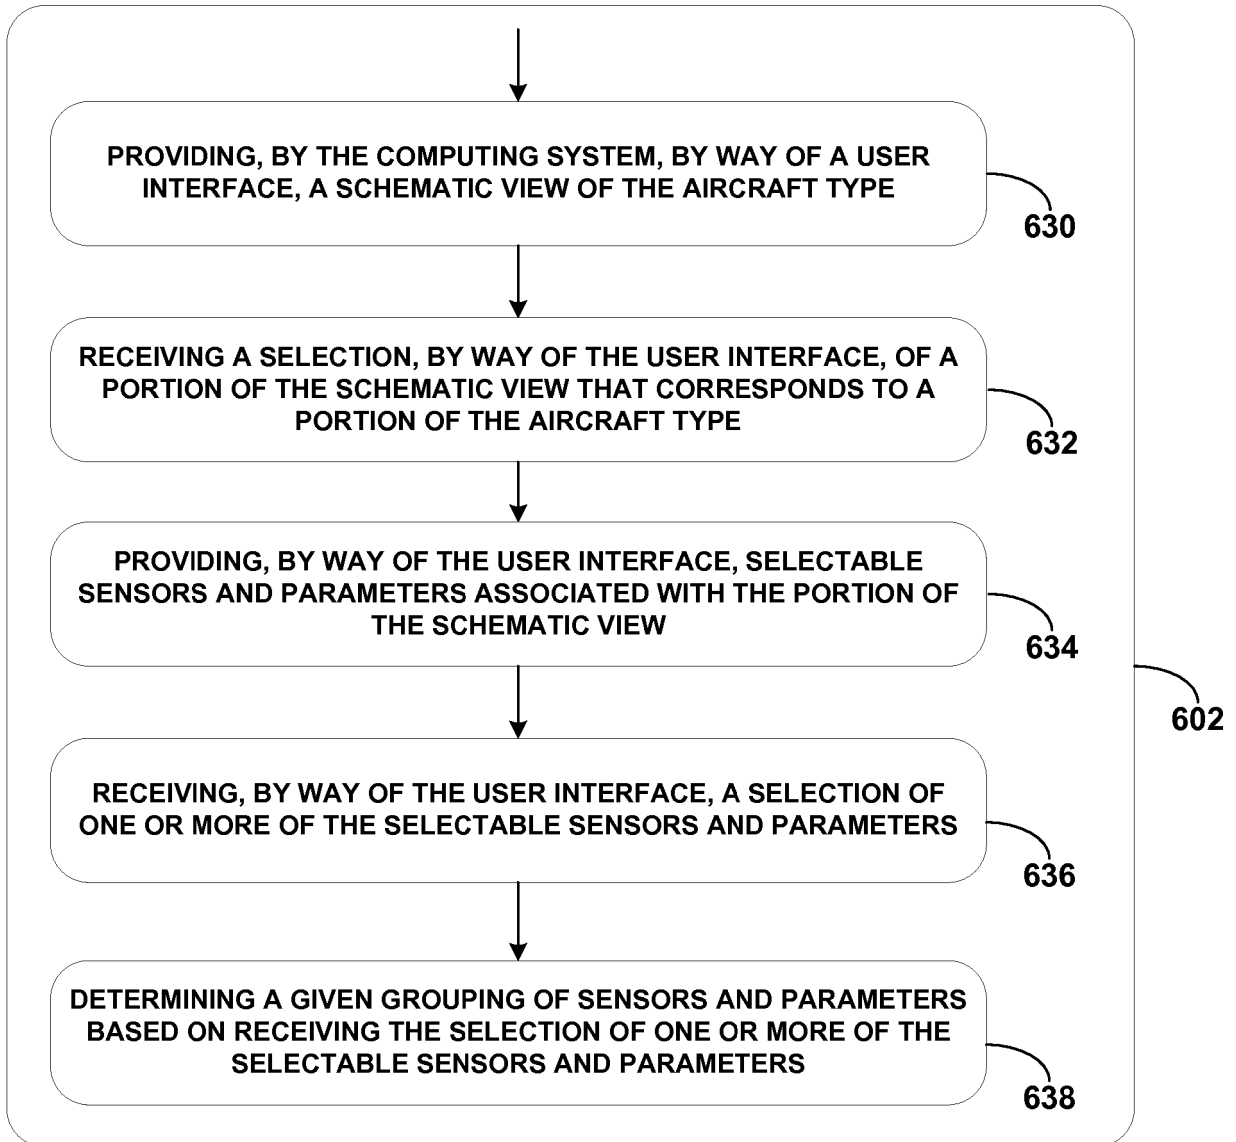 PROVIDING, BY THE COMPUTING SYSTEM, BY WAY OF A USER
INTERFACE, A SCHEMATIC VIEW OF THE AIRCRAFT TYPE
630
RECEIVING A SELECTION, BY WAY OF THE USER INTERFACE, OF A
PORTION OF THE SCHEMATIC VIEW THAT CORRESPONDS TO A
PORTION OF THE AIRCRAFT TYPE
632
PROVIDING, BY WAY OF THE USER INTERFACE, SELECTABLE
SENSORS AND PARAMETERS ASSOCIATED WITH THE PORTION OF
THE SCHEMATIC VIEW
634
602
RECEIVING, BY WAY OF THE USER INTERFACE, A SELECTION OF
ONE OR MORE OF THE SELECTABLE SENSORS AND PARAMETERS
636
DETERMINING A GIVEN GROUPING OF SENSORS AND PARAMETERS
BASED ON RECEIVING THE SELECTION OF ONE OR MORE OF THE
SELECTABLE SENSORS AND PARAMETERS
638